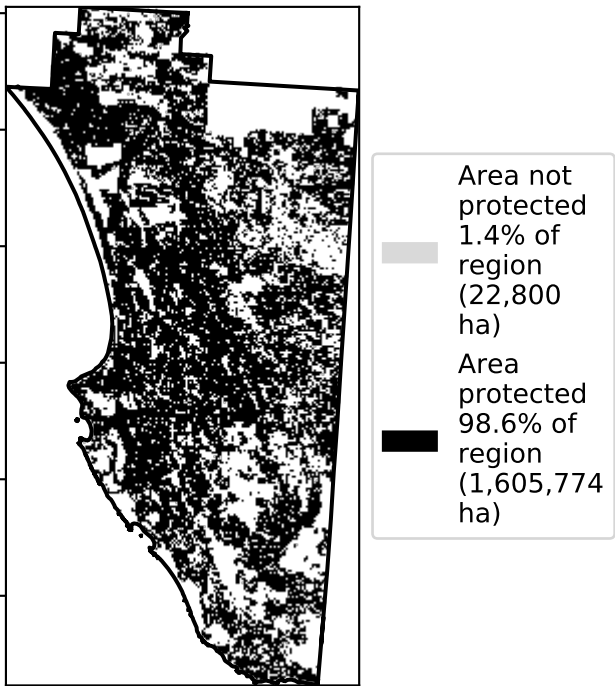 Area not
protected
1.4% of
region
(22,800
ha)
Area
protected
98.6% of
region
(1,605,774
ha)